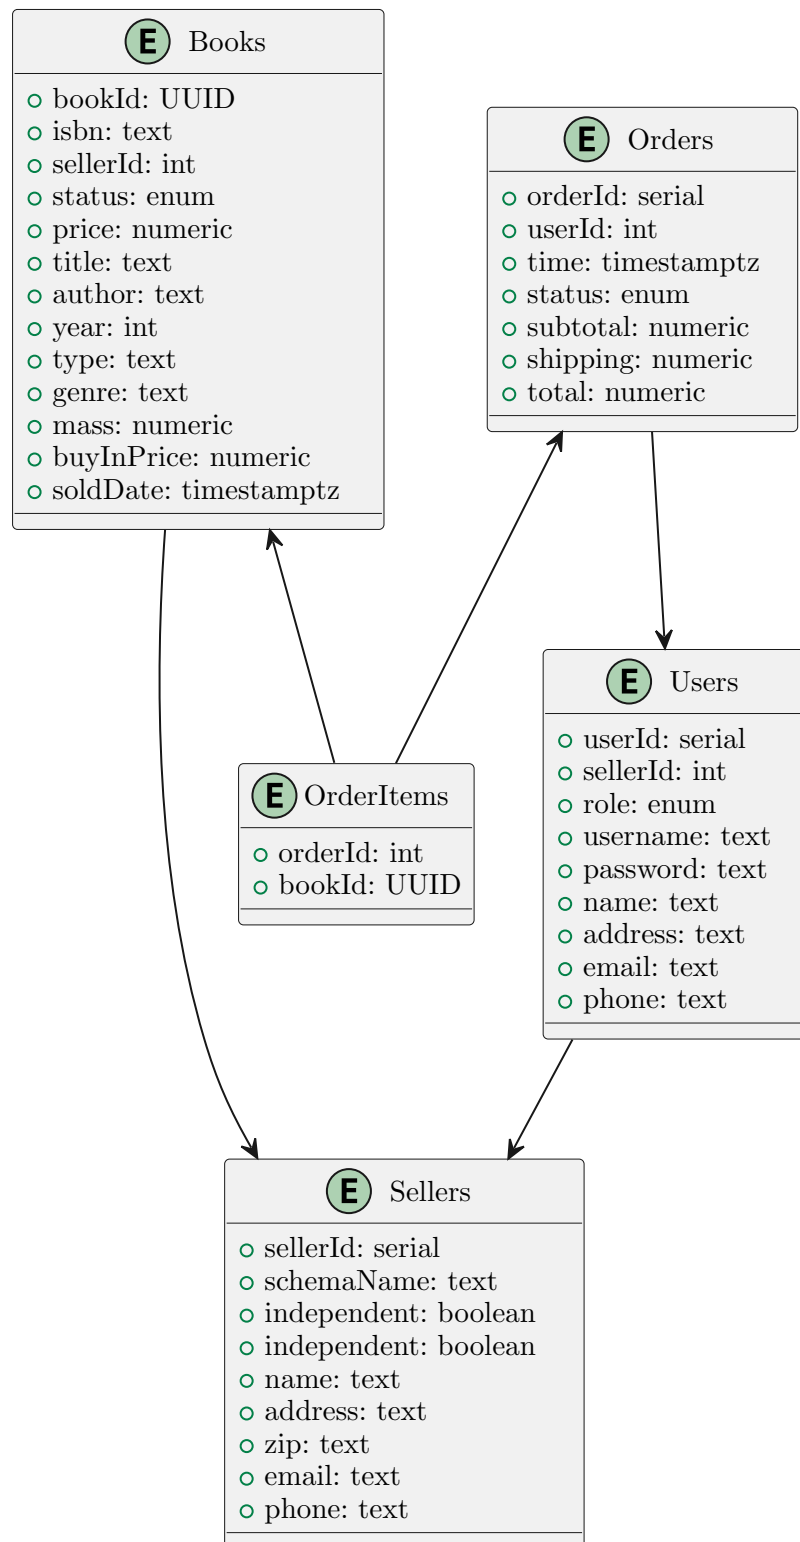 E Books
bookId: UUID
isbn: text
sellerId: int
status: enum
price: numeric
title: text
author: text
year: int
type: text
genre: text
mass: numeric
buyInPrice: numeric
soldDate: timestamptz
E Orders
orderId: serial
userId: int
time: timestamptz
status: enum
subtotal: numeric
shipping: numeric
total: numeric
E OrderItems
orderId: int
bookId: UUID
E Users
userId: serial
sellerId: int
role: enum
username: text
password: text
name: text
address: text
email: text
phone: text
E Sellers
sellerId: serial
schemaName: text
independent: boolean
independent: boolean
name: text
address: text
zip: text
email: text
phone: text